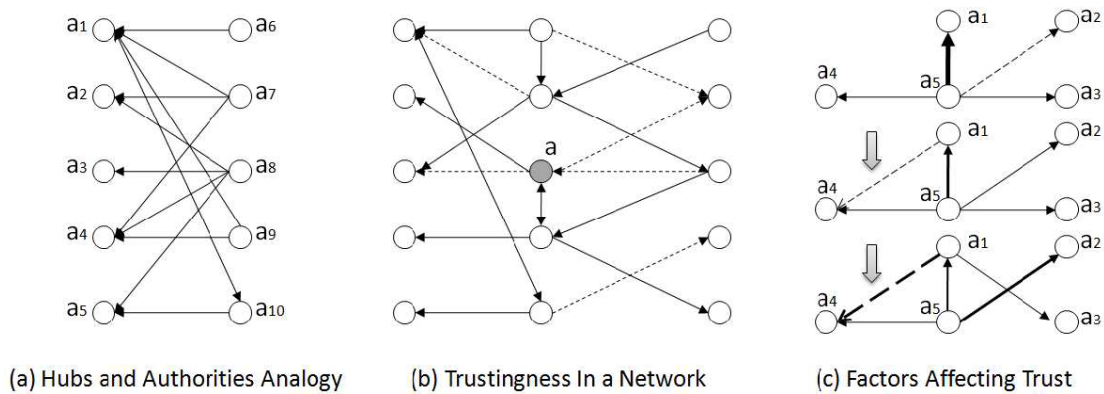 a1
a6
a2
a7
a3
a8
a4
a9
a5
a10
a
a1
a2
a4
a5
a3
a1
a2
a4
a5
a3
a1
a2
a4
a5
a3
(a) Hubs and Authorities Analogy
(b) Trustingness In a Network
(c) Factors Affecting Trust